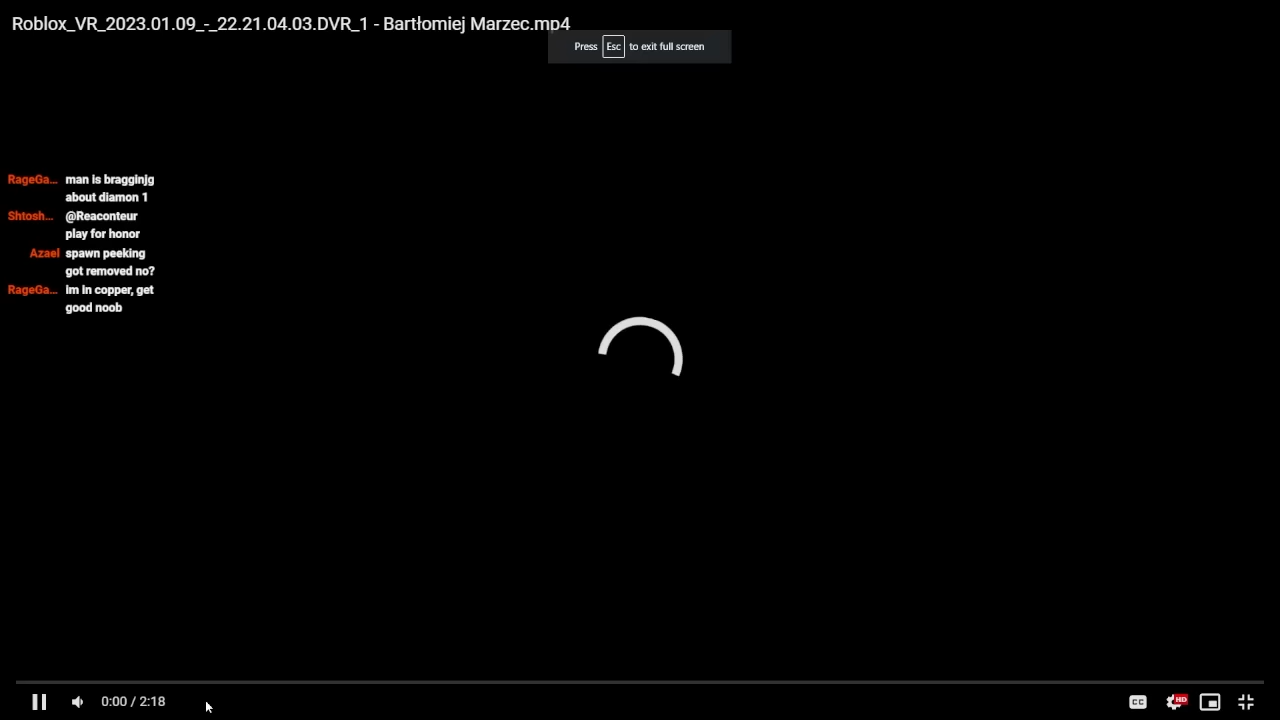 Roblox_VR_2023.01.09_-_22.21.04.03.DVR_1 - Bartłomiej Marzec.mp4
Press Esc to exit full screen
RageGa... man is bragginjg
about diamon 1
Shtosh... @Reaconteur
play for honor
Azael spawn peeking
got removed no?
RageGa... im in copper, get
good noob
0:00 / 2:18
CC
HD